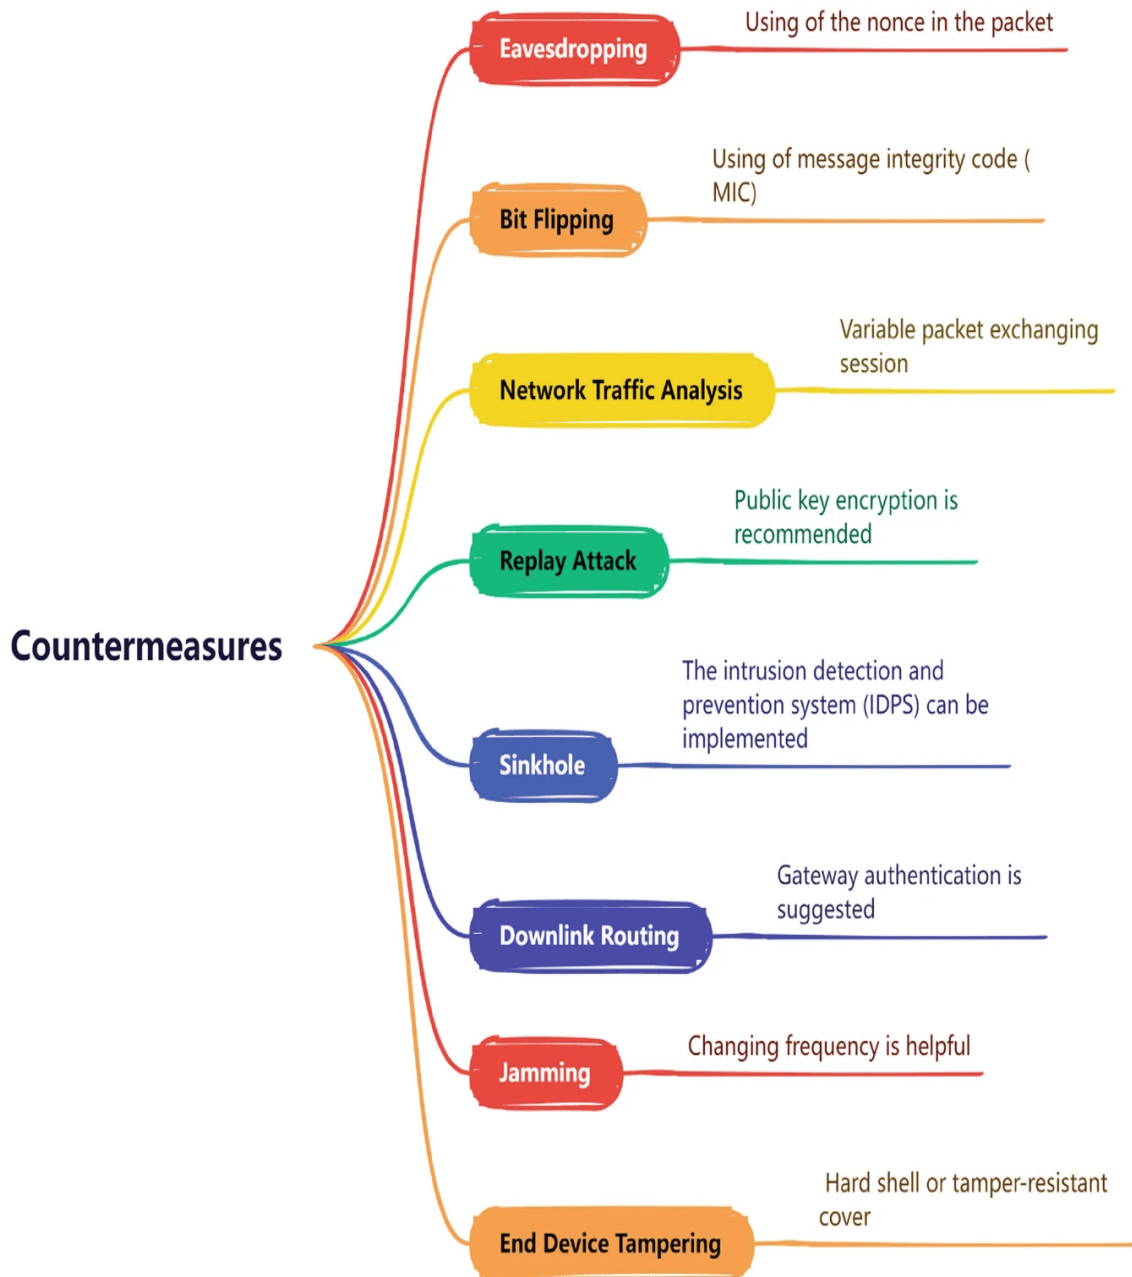 Eavesdropping
Using of the nonce in the packet
Bit Flipping
Using of message integrity code (
MIC)
Network Traffic Analysis
Variable packet exchanging
session
Replay Attack
Public key encryption is
recommended
Countermeasures
Sinkhole
The intrusion detection and
prevention system (IDPS) can be
implemented
Downlink Routing
Gateway authentication is
suggested
Jamming
Changing frequency is helpful
End Device Tampering
Hard shell or tamper-resistant
cover